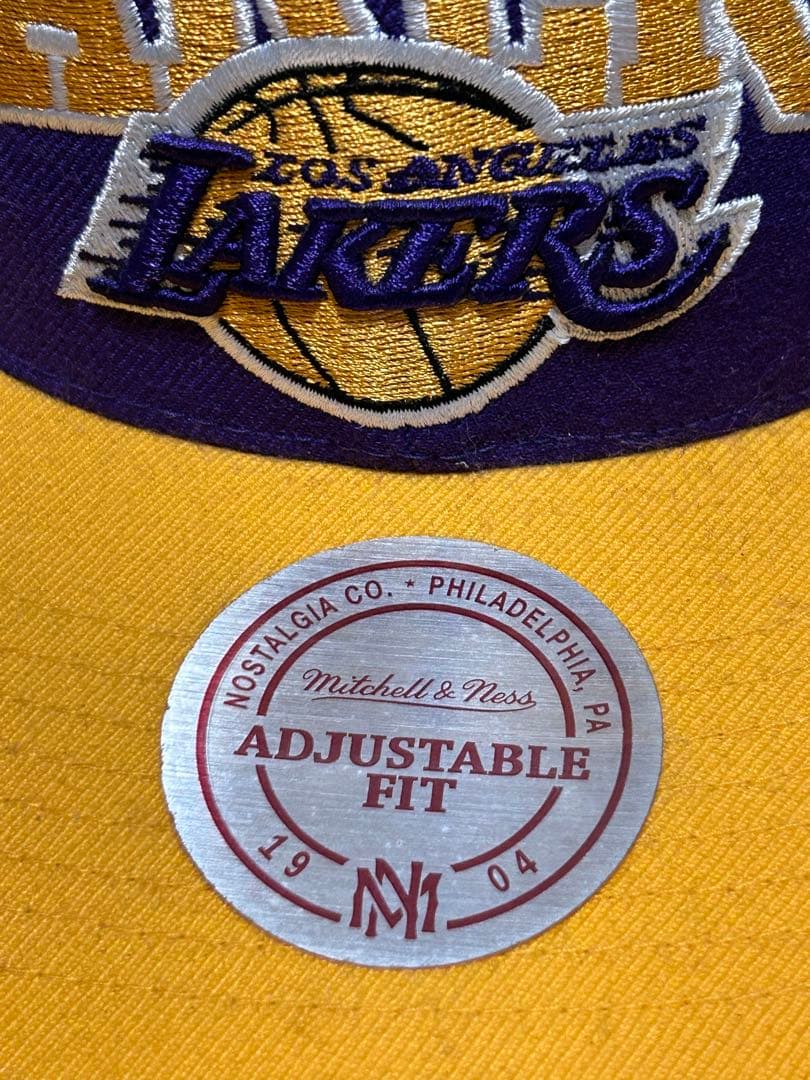 LOS ANGELES
LAKERS
NOSTALGIA CO. ★ PHILADELPHIA, PA
Mitchell & Ness
ADJUSTABLE
FIT
19 04